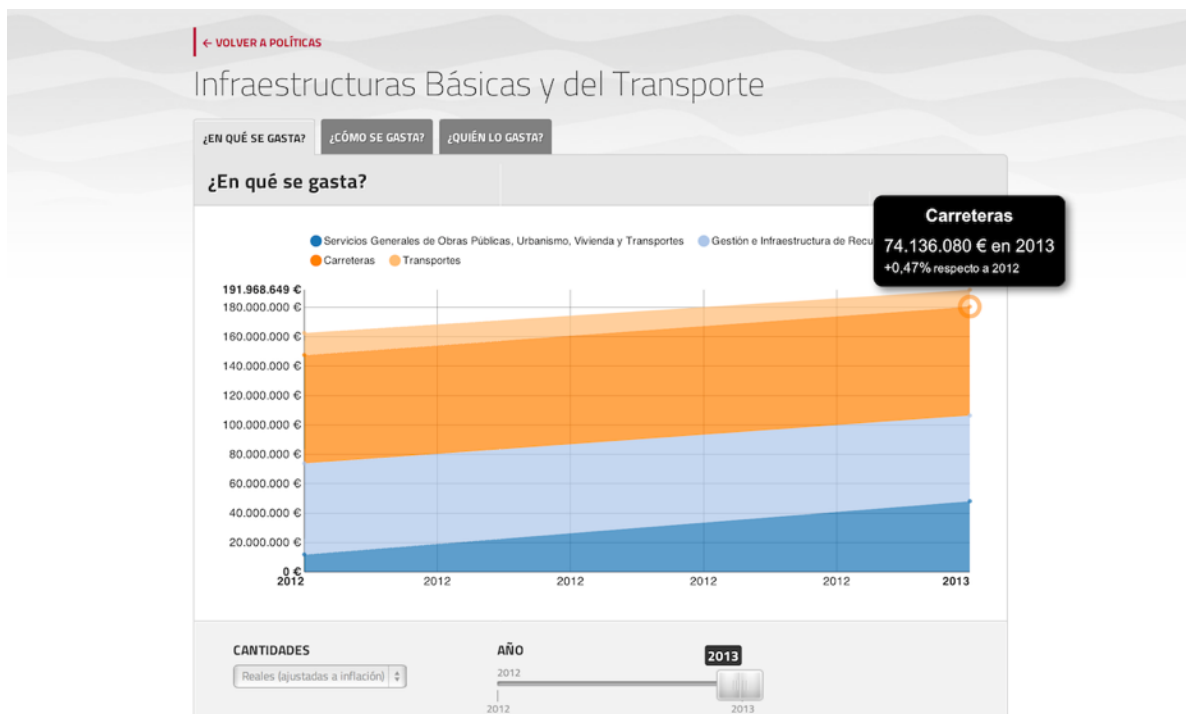 ← VOLVER A POLÍTICAS
Infraestructuras Básicas y del Transporte
¿EN QUÉ SE GASTA? ¿CÓMO SE GASTA? ¿QUIÉN LO GASTA?
¿En qué se gasta?
Carreteras
74.136.080 € en 2013
+0,47% respecto a 2012
Servicios Generales de Obras Públicas, Urbanismo, Vivienda y Transportes Gestión e Infraestructura de
Carreteras Transportes
191.968.649 €
180.000.000 €
160.000.000 €
140.000.000 €
120.000.000 €
100.000.000 €
80.000.000 €
60.000.000 €
40.000.000 €
20.000.000 €
0 €
2012 2012 2012 2012 2012 2013
CANTIDADES AÑO 2013
Reales (ajustadas a inflación) 2012
2012 2013